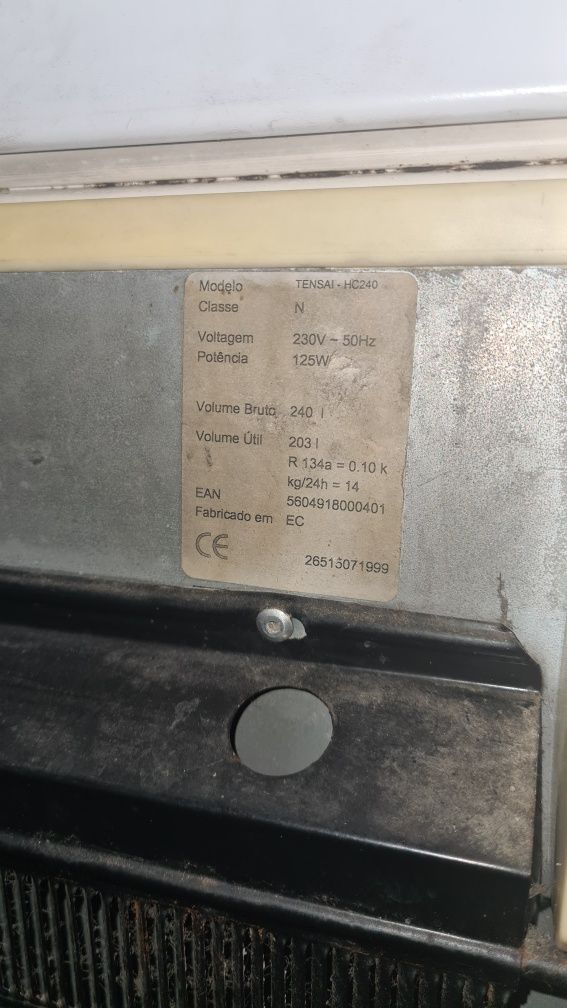 Modelo TENSAI - HC240
Classe N
Voltagem 230V ~ 50Hz
Potência 125W
Volume Bruto 240 l
Volume Útil 203 l
R 134a = 0.10 k
kg/24h = 14
EAN 5604918000401
Fabricado em EC
CE
26513071999